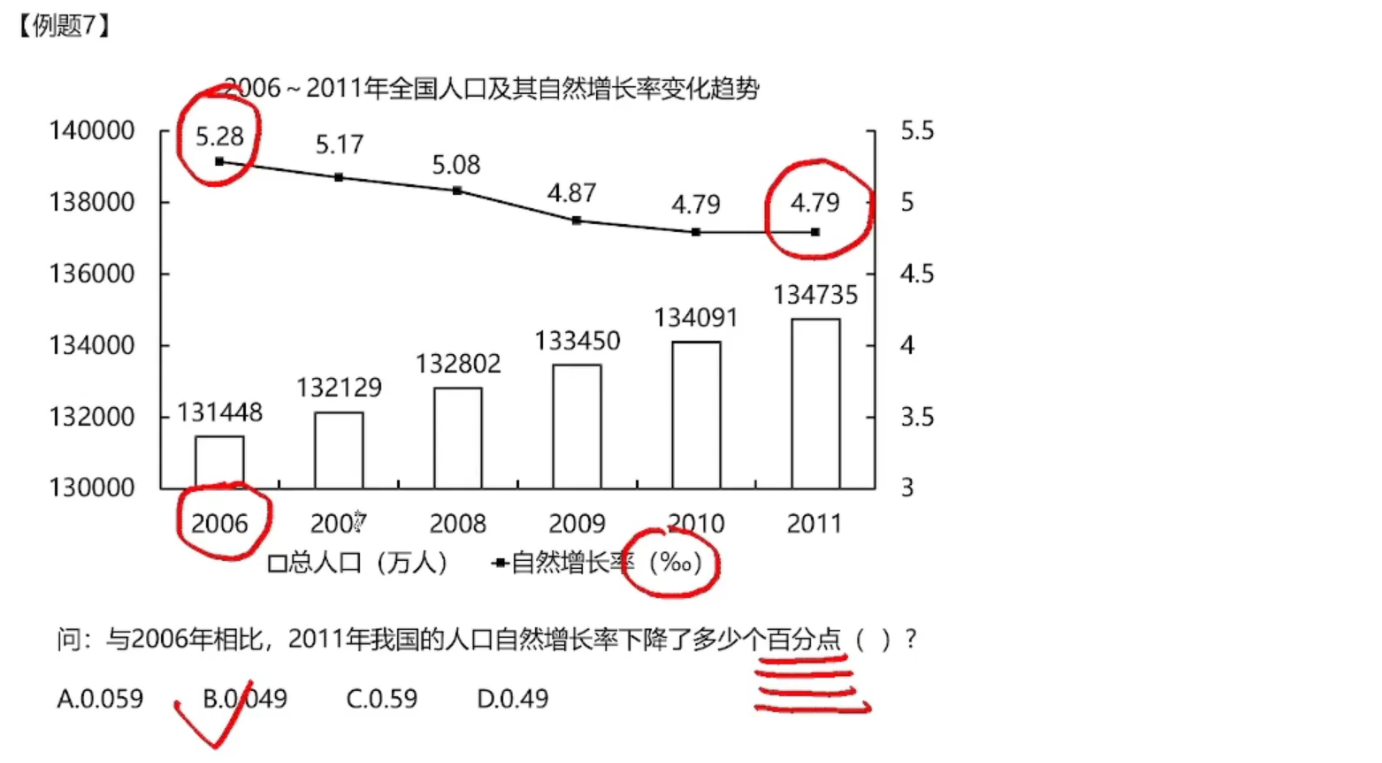 【例题7】
2006～2011年全国人口及其自然增长率变化趋势
140000 5.28 5.17 5.08 4.87 4.79 4.79 5.5
138000 5
136000 4.5
134000 131448 132129 132802 133450 134091 134735 4
132000 3.5
130000 3
2006 2007 2008 2009 2010 2011
总人口（万人） 自然增长率（‰）
问：与2006年相比，2011年我国的人口自然增长率下降了多少个百分点（ ）？
A.0.059 B.0.049 C.0.59 D.0.49